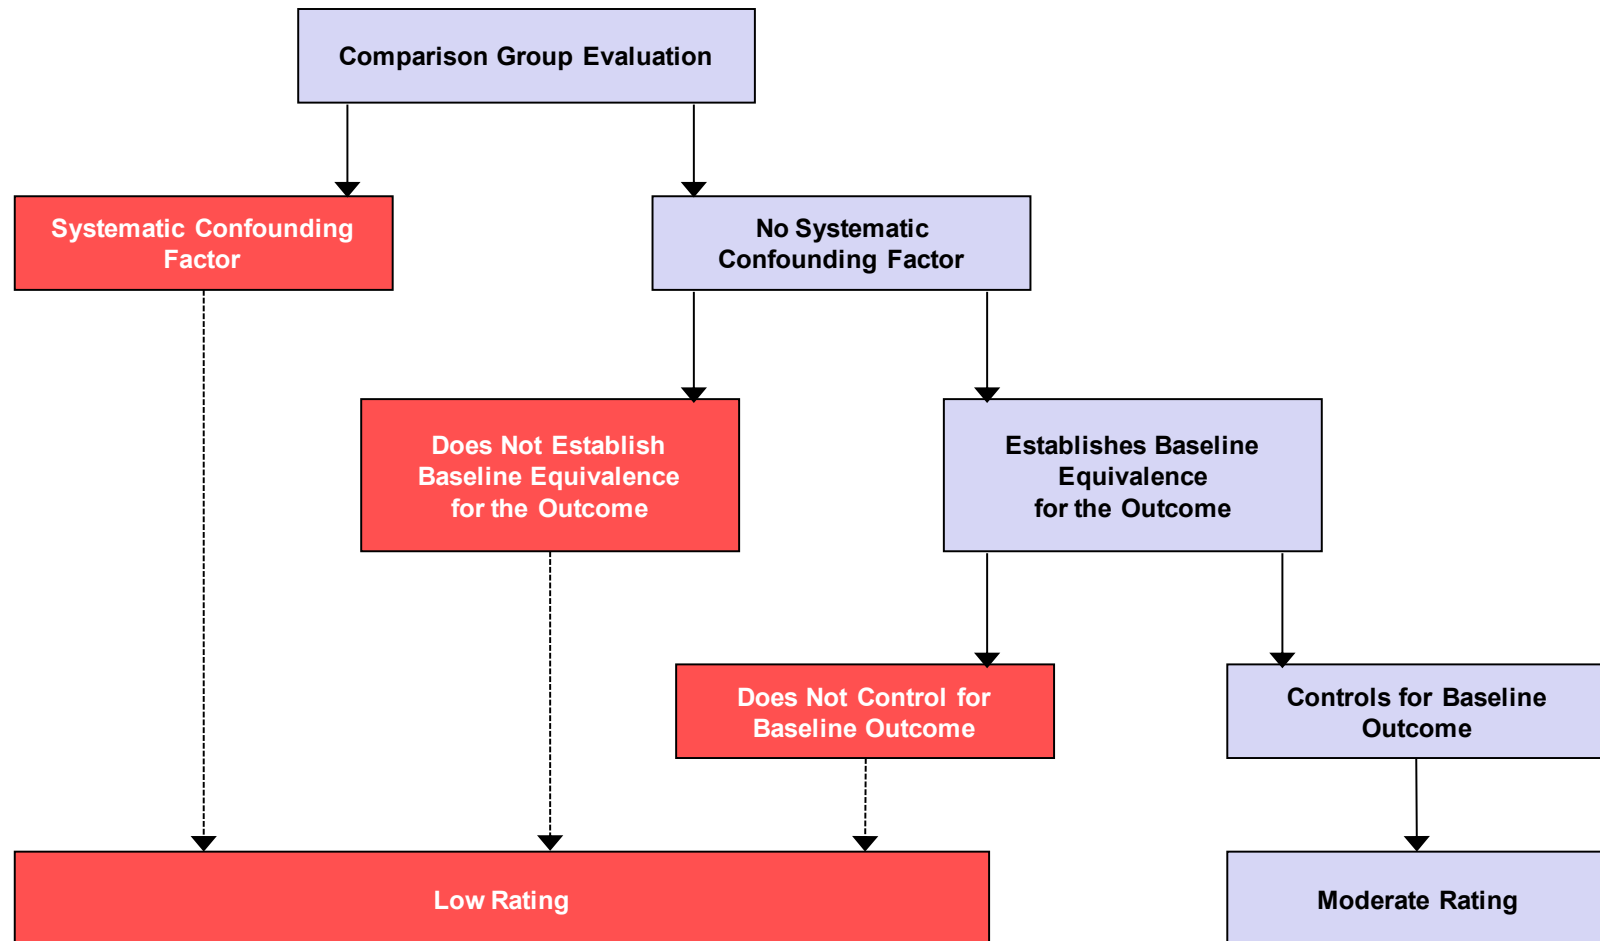 Comparison Group Evaluation
Systematic Confounding
Factor
No Systematic
Confounding Factor
Does Not Establish
Baseline Equivalence
for the Outcome
Establishes Baseline
Equivalence
for the Outcome
Does Not Control for
Baseline Outcome
Controls for Baseline
Outcome
Low Rating
Moderate Rating